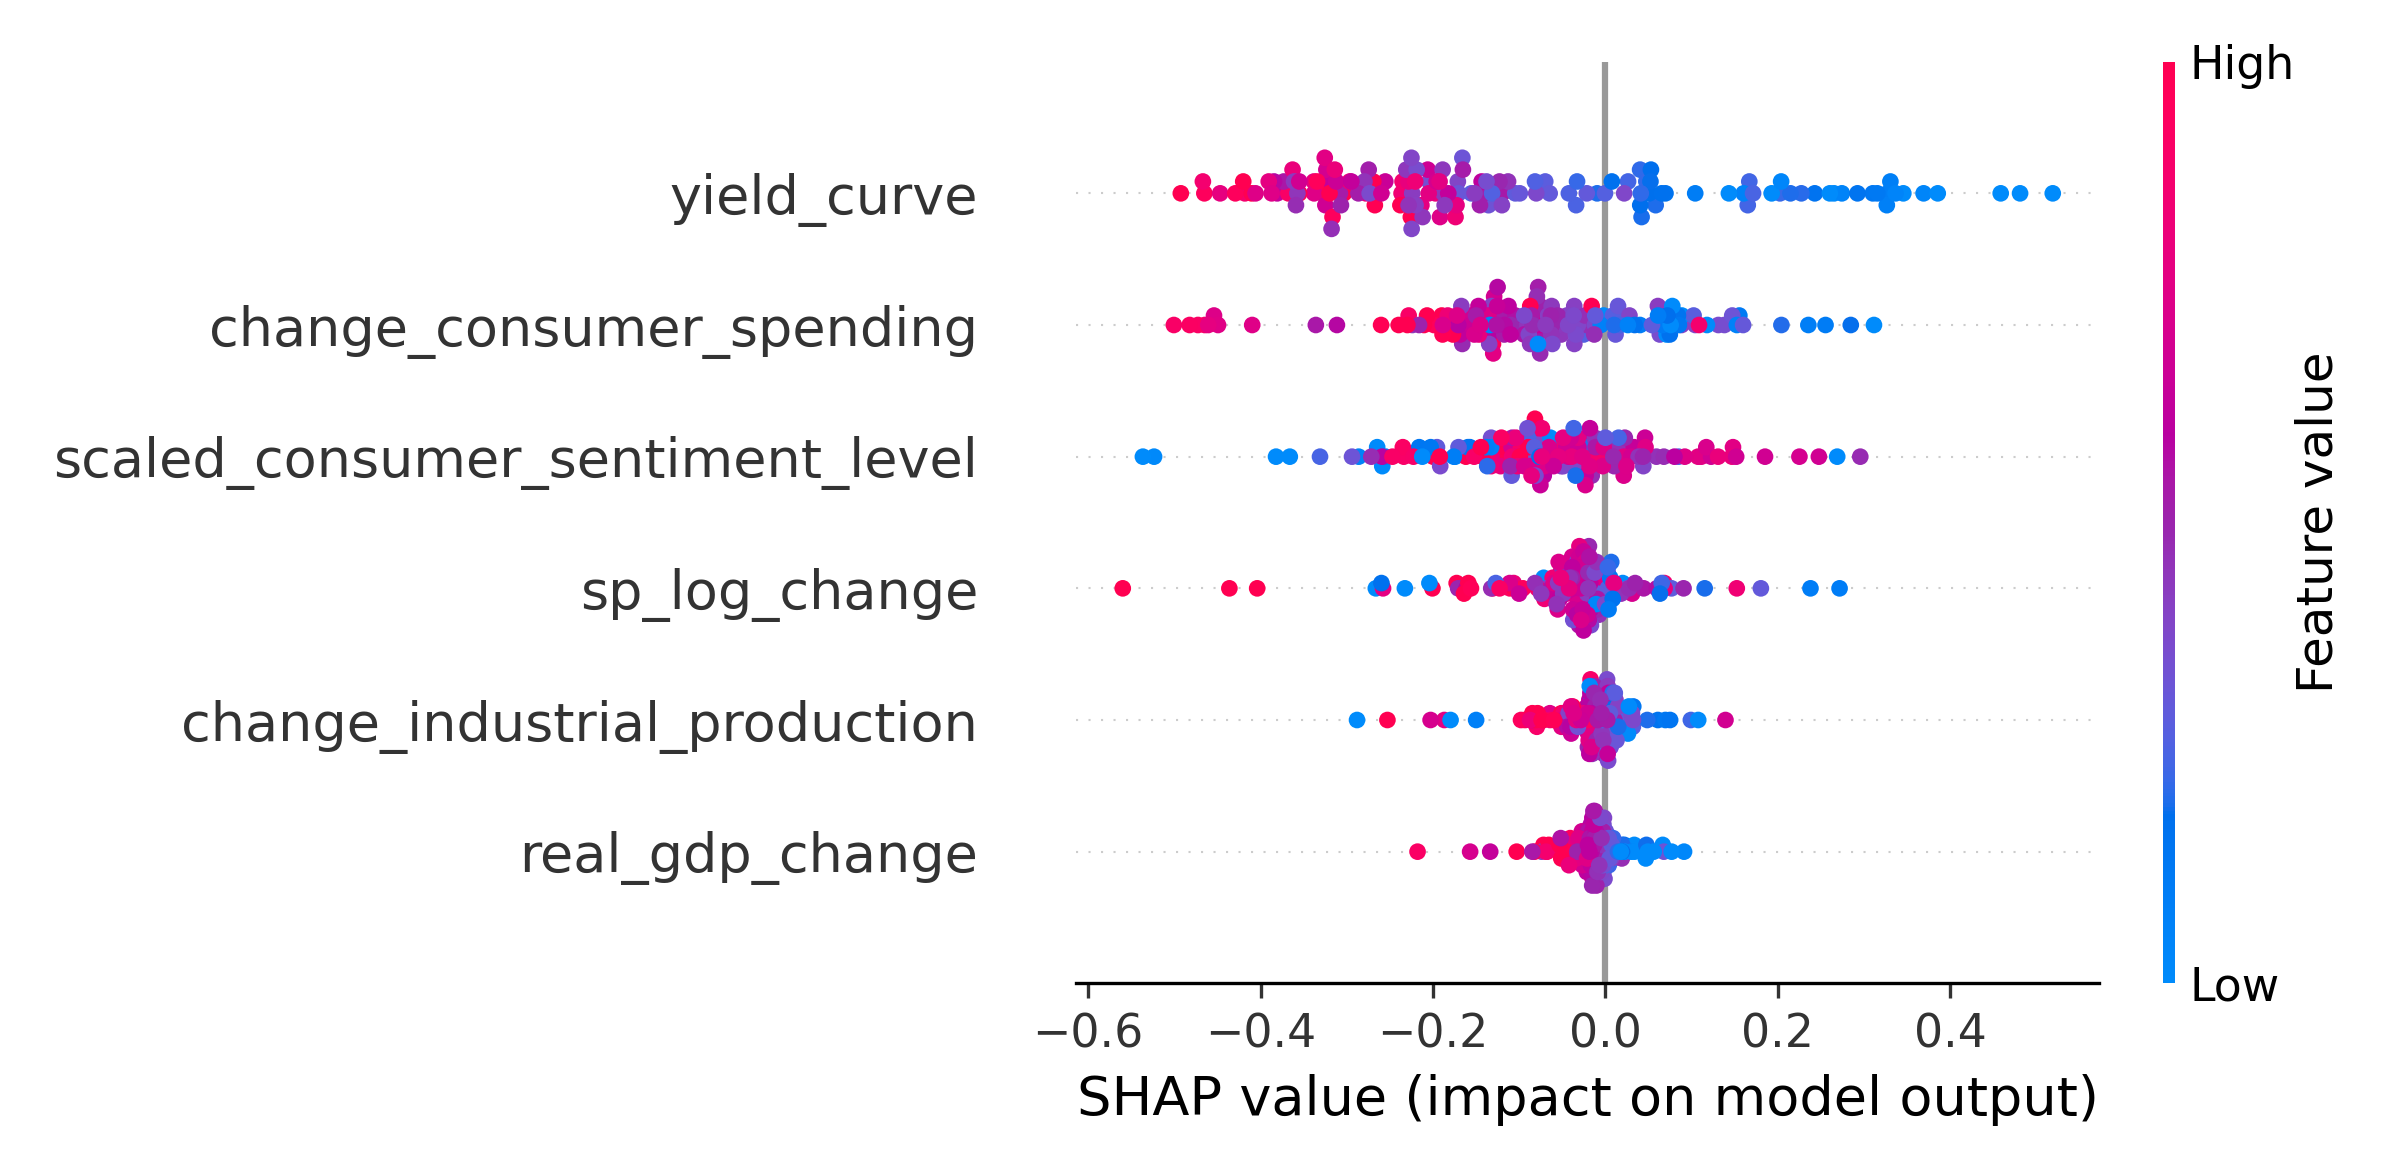 High
yield_curve
change_consumer_spending
scaled_consumer_sentiment_level
sp_log_change
change_industrial_production
real_gdp_change
Feature value
Low
−0.6 −0.4 −0.2 0.0 0.2 0.4
SHAP value (impact on model output)